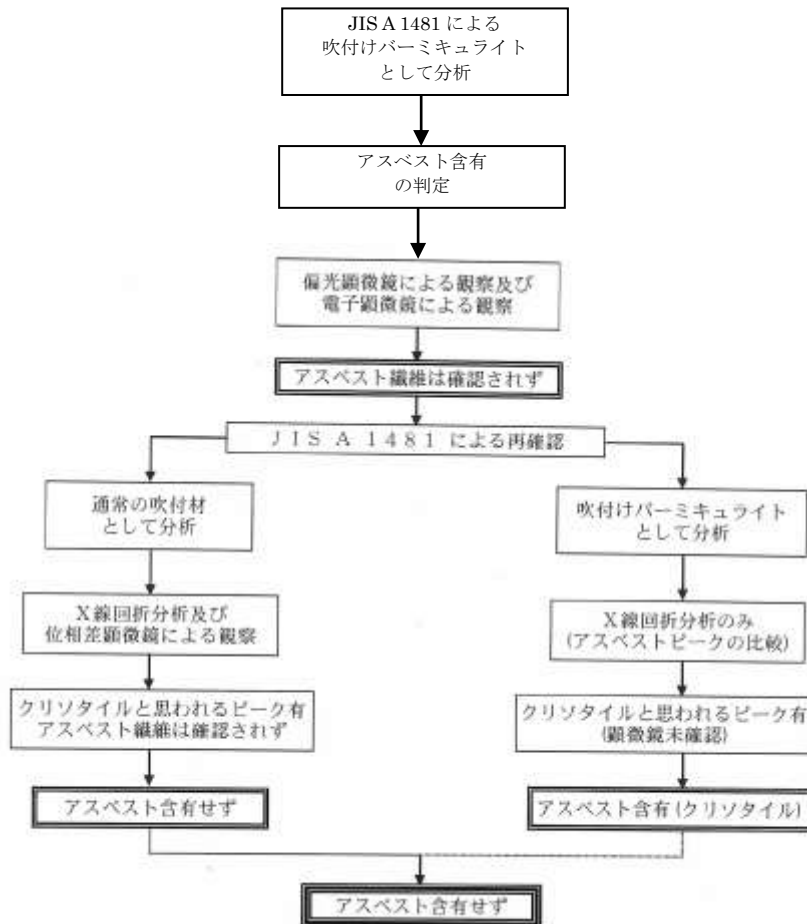 JIS A 1481 による
吹付けバーミキュライト
として分析
アスベスト含有
の判定
偏光顕微鏡による観察及び
電子顕微鏡による観察
アスベスト繊維は確認されず
ＪＩＳ Ａ １４８１ による再確認
通常の吹付材
として分析
吹付けバーミキュライト
として分析
Ｘ線回折分析及び
位相差顕微鏡による観察
Ｘ線回折分析のみ
(アスベストピークの比較)
クリソタイルと思われるピーク有
アスベスト繊維は確認されず
クリソタイルと思われるピーク有
(顕微鏡未確認)
アスベスト含有せず
アスベスト含有(クリソタイル)
アスベスト含有せず